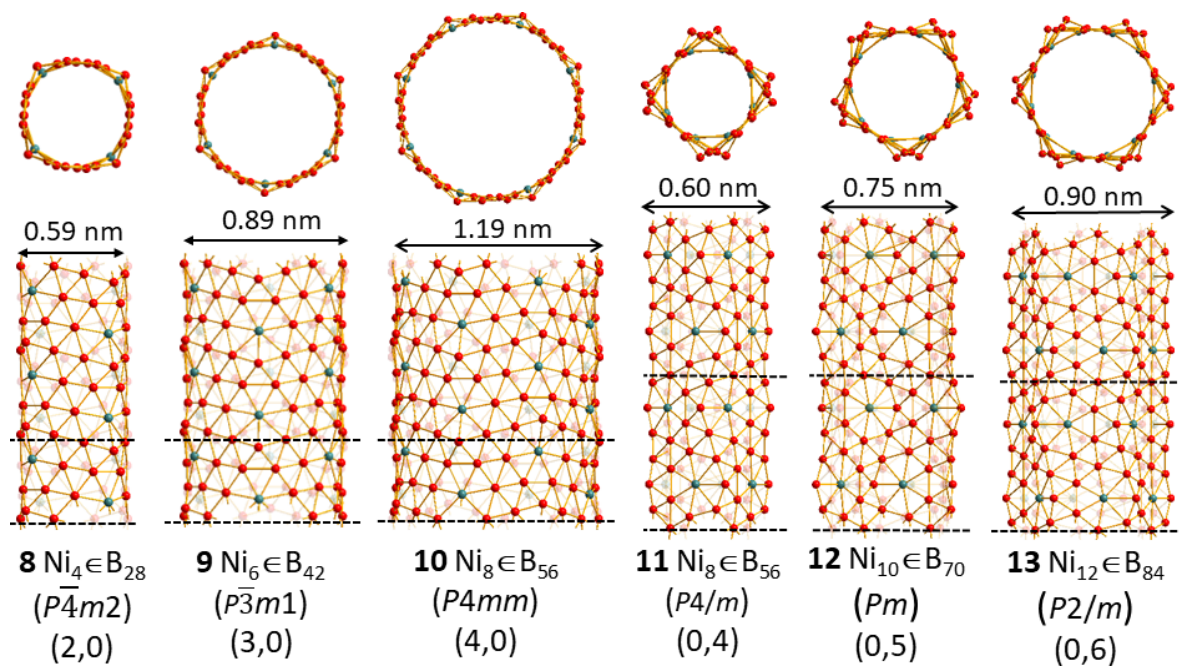 0.59 nm
0.89 nm
1.19 nm
0.60 nm
0.75 nm
0.90 nm
8 Ni₄∈B₂₈
(P4̅m2)
(2,0)
9 Ni₆∈B₄₂
(P3̅m1)
(3,0)
10 Ni₈∈B₅₆
(P4mm)
(4,0)
11 Ni₈∈B₅₆
(P4/m)
(0,4)
12 Ni₁₀∈B₇₀
(Pm)
(0,5)
13 Ni₁₂∈B₈₄
(P2/m)
(0,6)